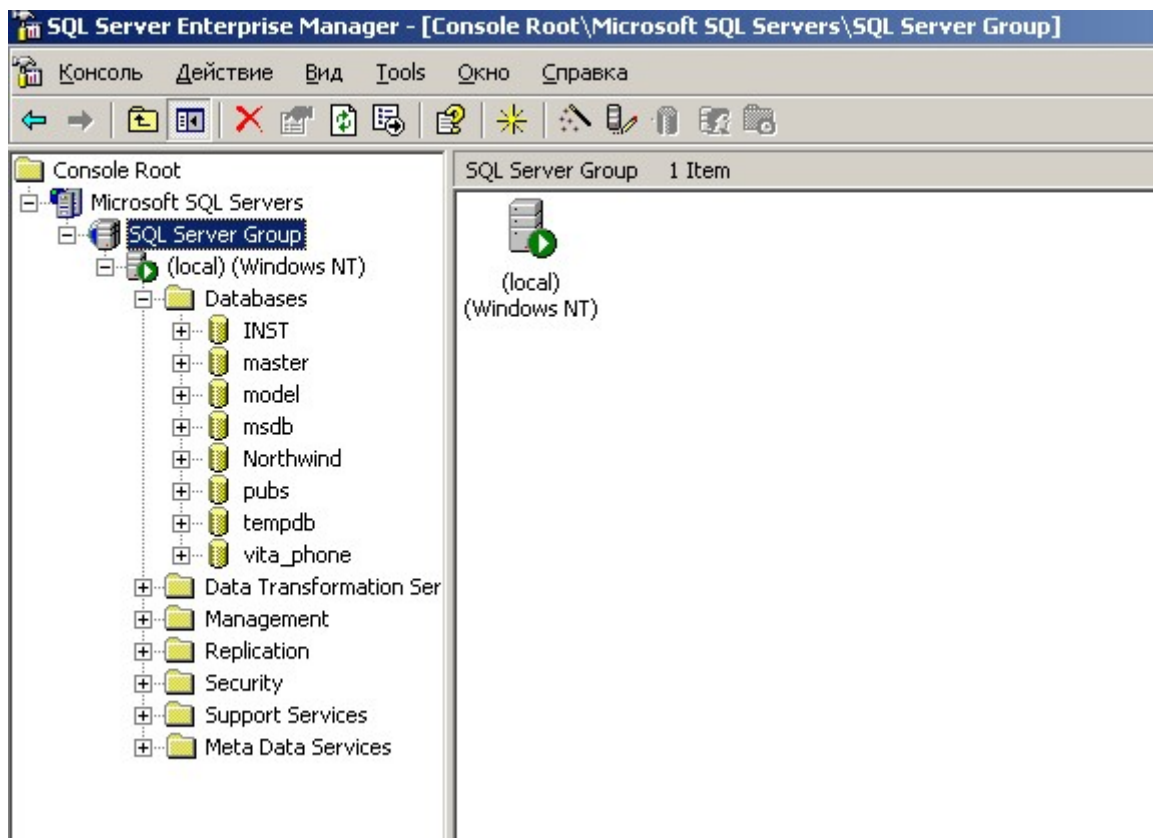 SQL Server Enterprise Manager - [Console Root\Microsoft SQL Servers\SQL Server Group]
Консоль Действие Вид Tools Окно Справка
Console Root
Microsoft SQL Servers
SQL Server Group
(local) (Windows NT)
Databases
INST
master
model
msdb
Northwind
pubs
tempdb
vita_phone
Data Transformation Ser
Management
Replication
Security
Support Services
Meta Data Services
SQL Server Group 1 Item
(local)
(Windows NT)